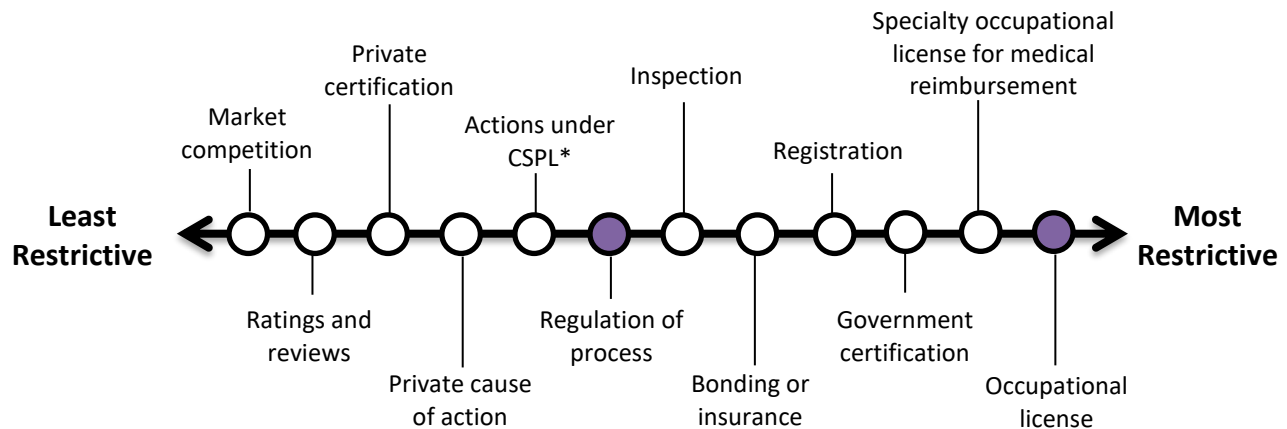 Least
Restrictive
Market
competition
Ratings and
reviews
Private
certification
Private cause
of action
Actions under
CSPL*
Regulation of
process
Inspection
Bonding or
insurance
Registration
Government
certification
Specialty occupational
license for medical
reimbursement
Occupational
license
Most
Restrictive